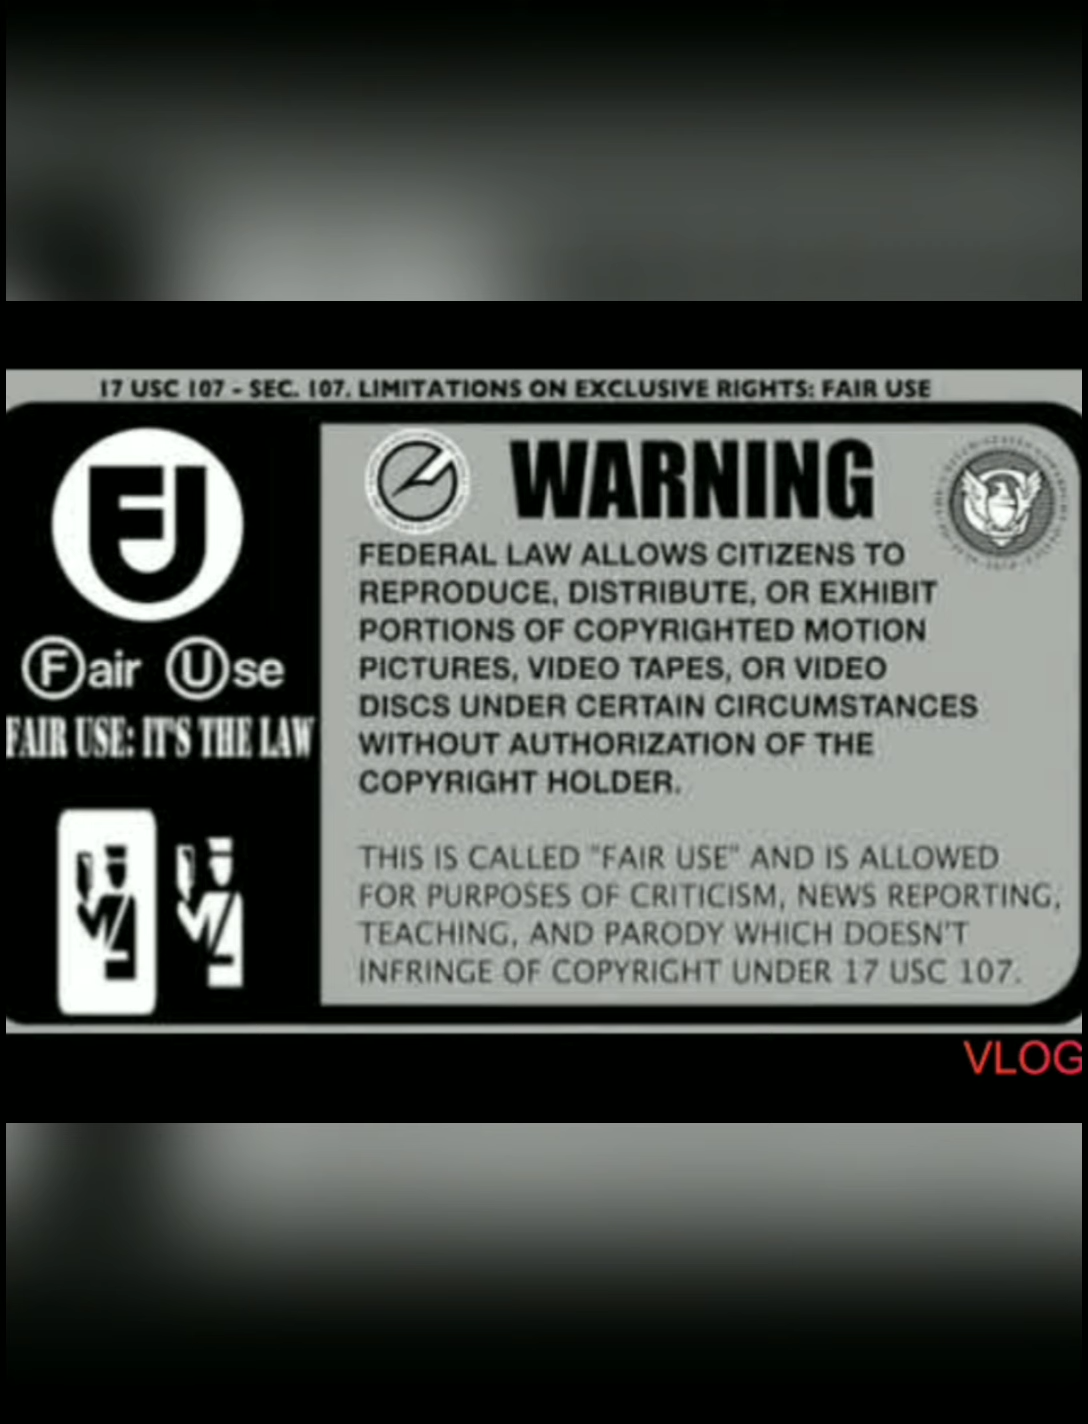 17 USC 107 - SEC. 107. LIMITATIONS ON EXCLUSIVE RIGHTS: FAIR USE
WARNING
FEDERAL LAW ALLOWS CITIZENS TO
REPRODUCE, DISTRIBUTE, OR EXHIBIT
PORTIONS OF COPYRIGHTED MOTION
PICTURES, VIDEO TAPES, OR VIDEO
DISCS UNDER CERTAIN CIRCUMSTANCES
WITHOUT AUTHORIZATION OF THE
COPYRIGHT HOLDER.
THIS IS CALLED "FAIR USE" AND IS ALLOWED
FOR PURPOSES OF CRITICISM, NEWS REPORTING,
TEACHING, AND PARODY WHICH DOESN'T
INFRINGE OF COPYRIGHT UNDER 17 USC 107.
FU
Fair Use
FAIR USE: IT'S THE LAW
VLOG